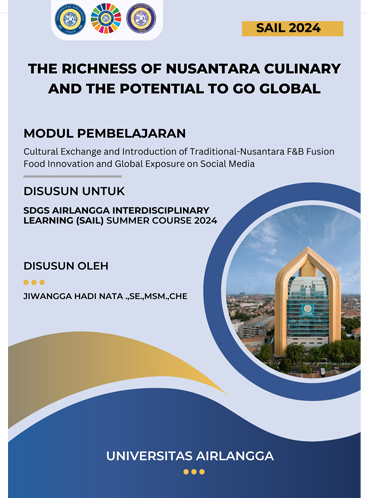 SAIL 2024
THE RICHNESS OF NUSANTARA CULINARY
AND THE POTENTIAL TO GO GLOBAL
MODUL PEMBELAJARAN
Cultural Exchange and Introduction of Traditional-Nusantara F&B Fusion
Food Innovation and Global Exposure on Social Media
DISUSUN UNTUK
SDGS AIRLANGGA INTERDISCIPLINARY
LEARNING (SAIL) SUMMER COURSE 2024
DISUSUN OLEH
JIWANGGA HADI NATA .,SE.,MSM.,CHE
UNIVERSITAS AIRLANGGA